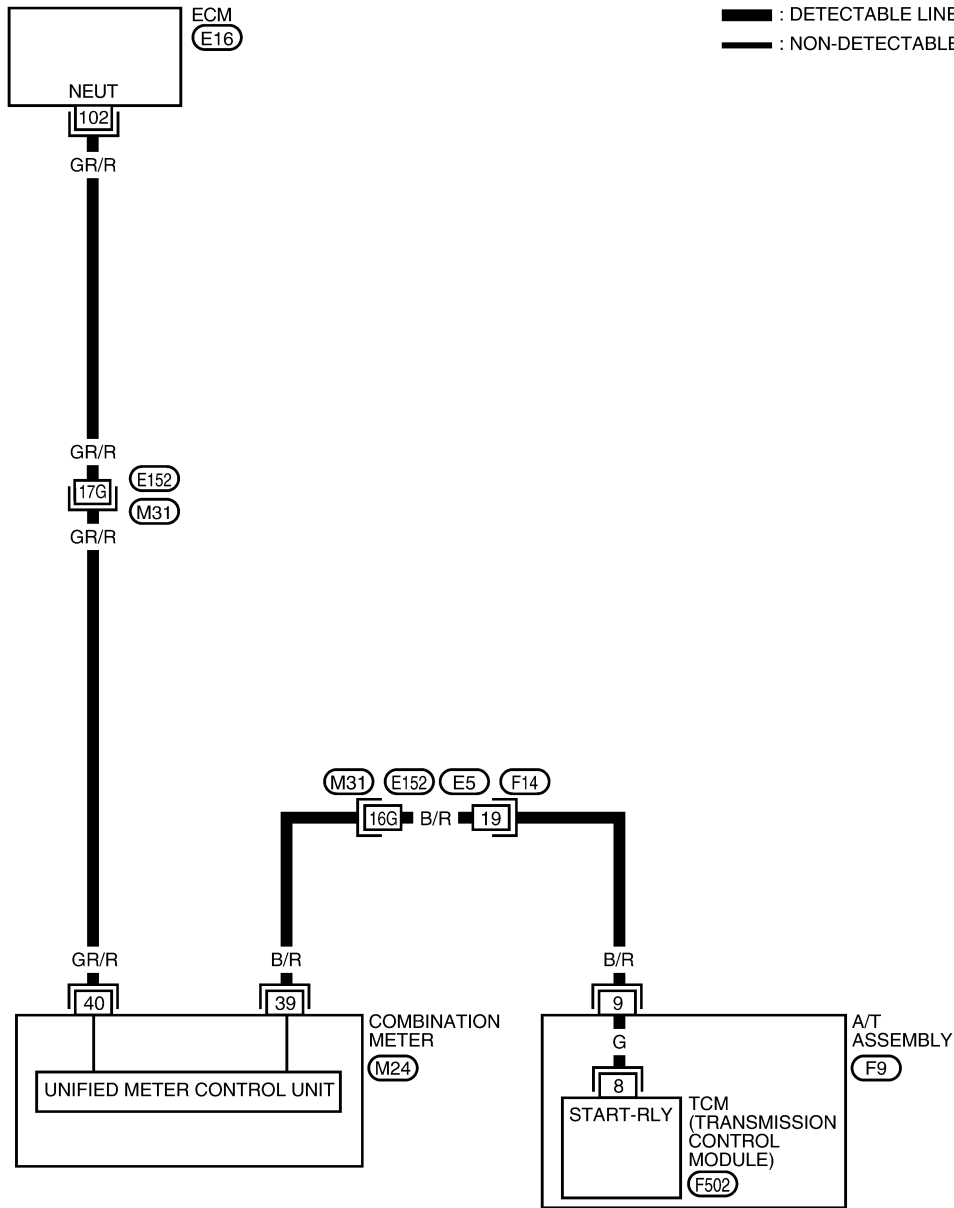 ECM
E16
: DETECTABLE LINE
: NON-DETECTABLE
NEUT
102
GR/R
GR/R
17G
E152
M31
GR/R
M31
E152
E5
F14
16G
B/R
19
GR/R
B/R
B/R
40
39
9
COMBINATION
METER
M24
UNIFIED METER CONTROL UNIT
A/T
ASSEMBLY
F9
G
8
START-RLY
TCM
(TRANSMISSION
CONTROL
MODULE)
F502